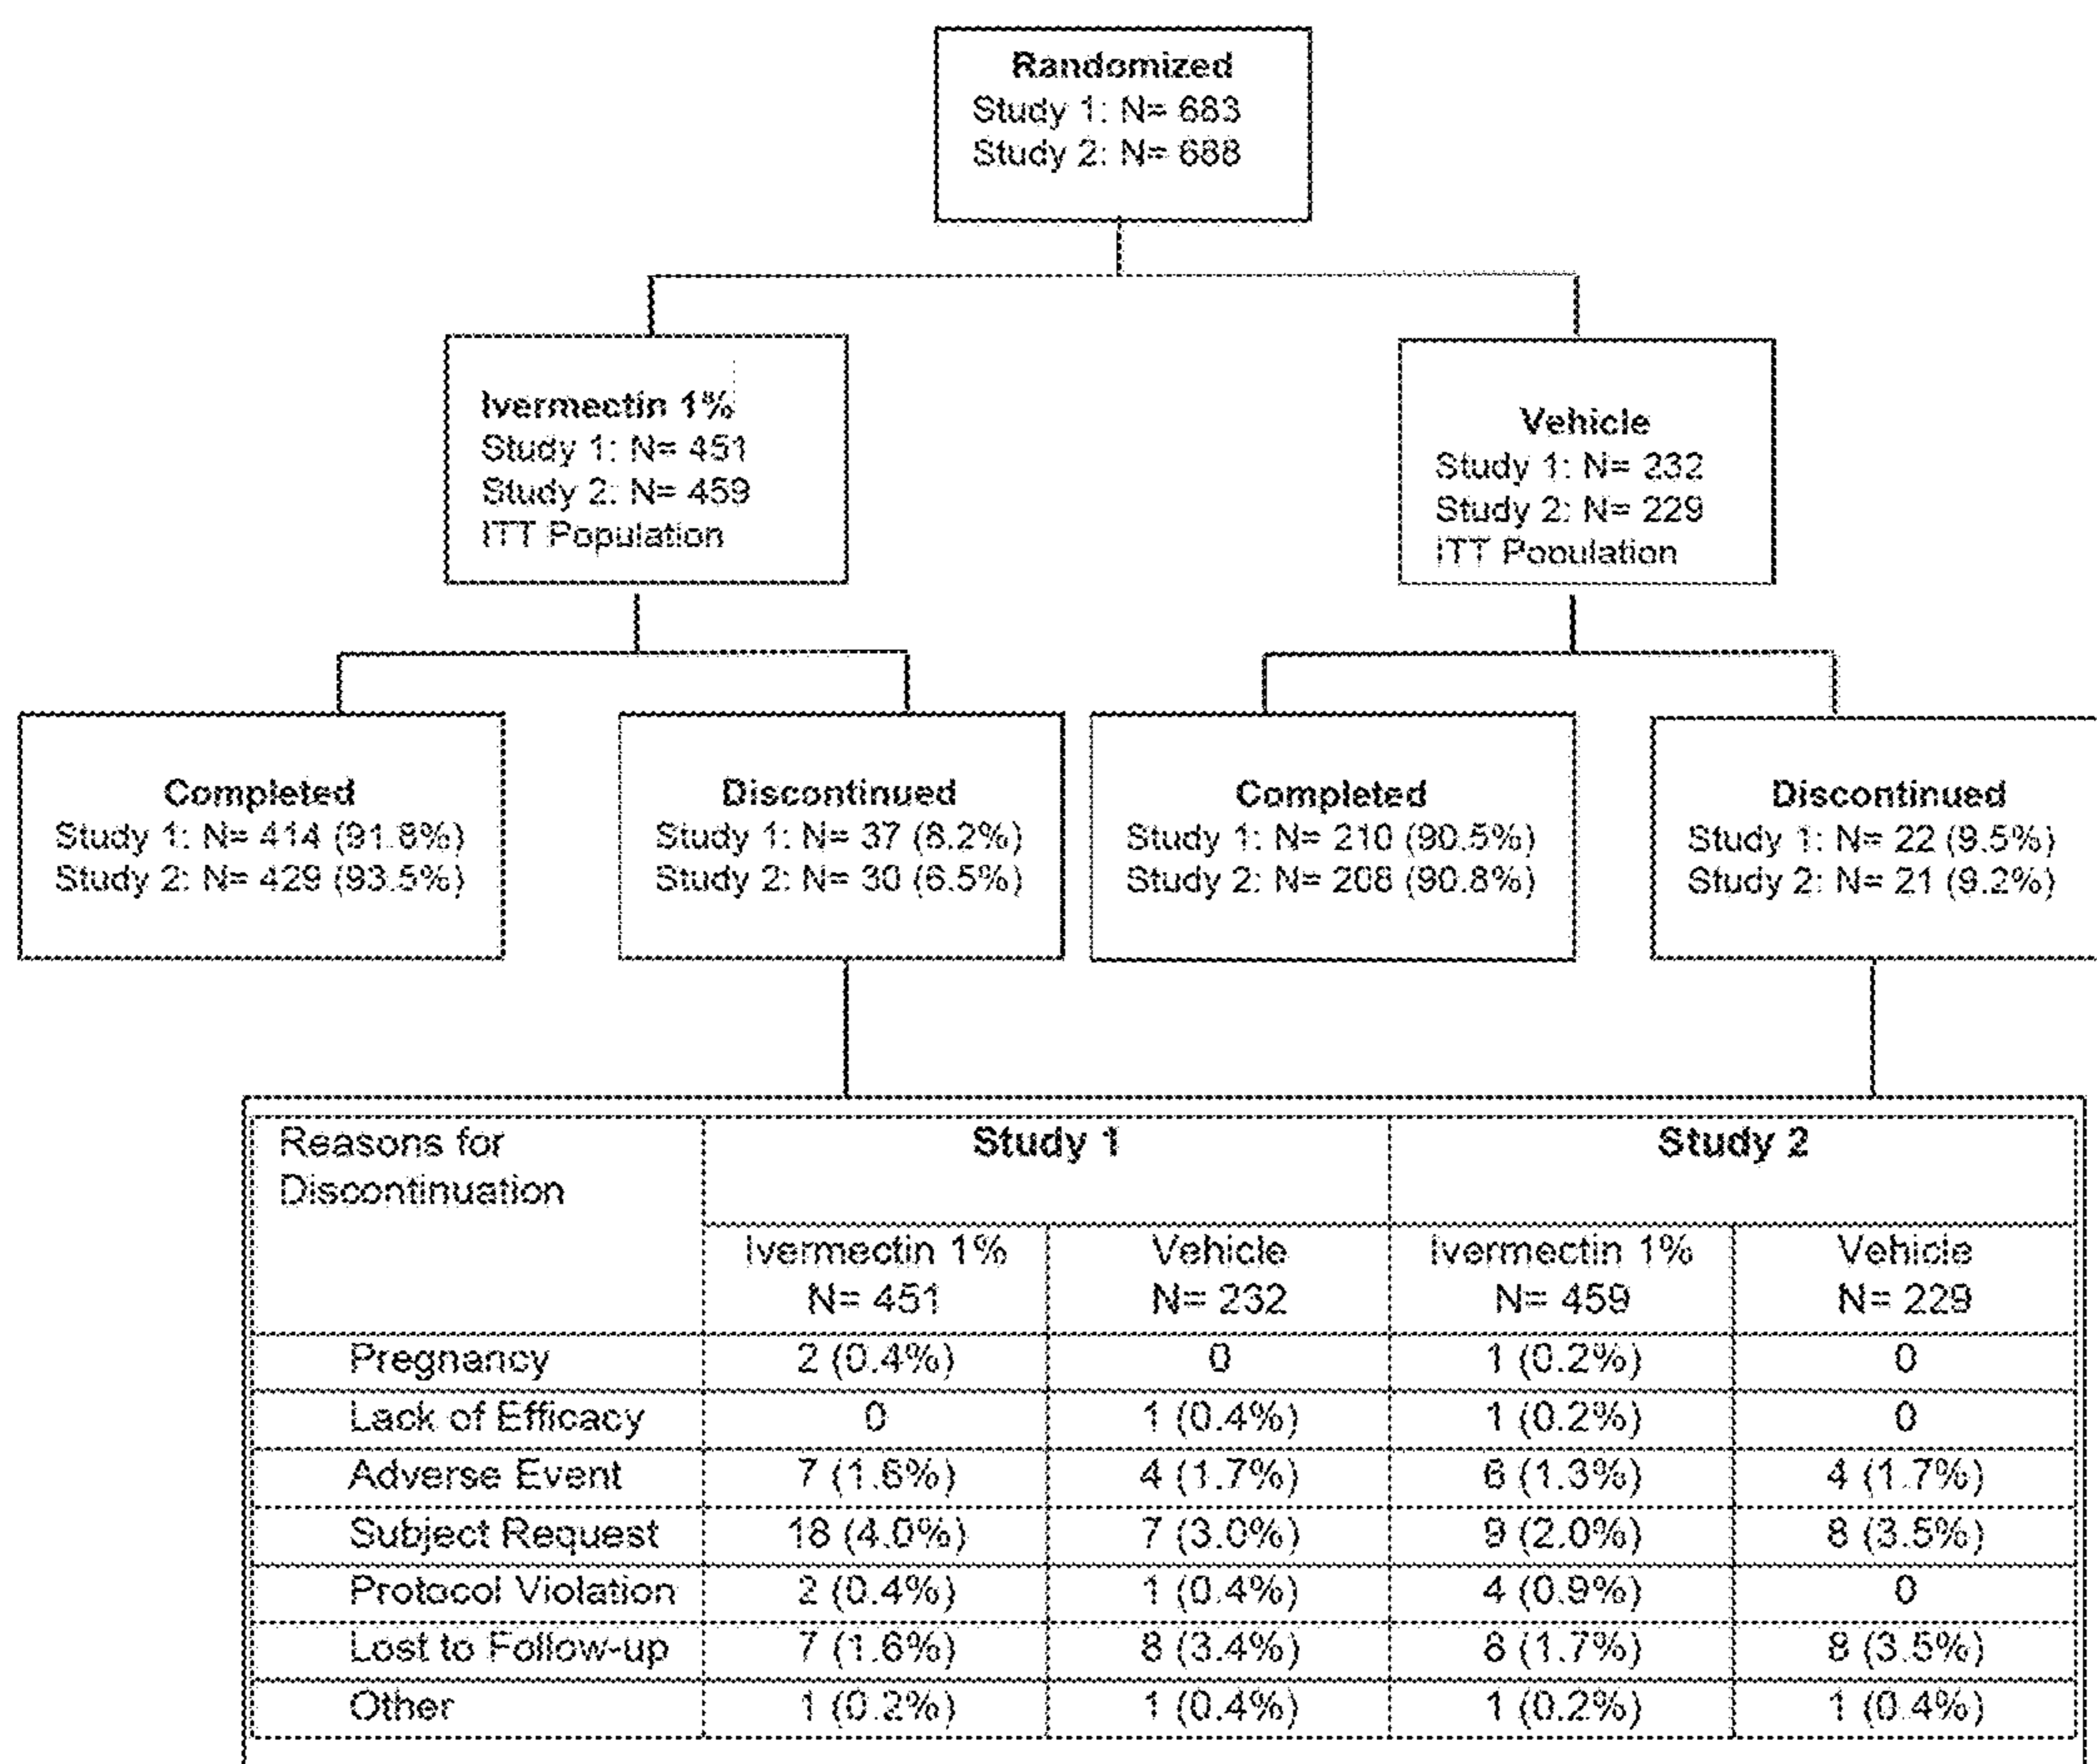 Randomized
Study 1: N= 683
Study 2: N= 688
Ivermectin 1%
Study 1: N= 451
Study 2: N= 459
ITT Population
Vehicle
Study 1: N= 232
Study 2: N= 229
ITT Population
Completed
Study 1: N= 414 (91.8%)
Study 2: N= 429 (93.5%)
Discontinued
Study 1: N= 37 (8.2%)
Study 2: N= 30 (6.5%)
Completed
Study 1: N= 210 (90.5%)
Study 2: N= 208 (90.8%)
Discontinued
Study 1: N= 22 (9.5%)
Study 2: N= 21 (9.2%)
Reasons for Study 1 Study 2
Discontinuation
Ivermectin 1% Vehicle Ivermectin 1% Vehicle
N= 451 N= 232 N= 459 N= 229
Pregnancy 2 (0.4%) 0 1 (0.2%) 0
Lack of Efficacy 0 1 (0.4%) 1 (0.2%) 0
Adverse Event 7 (1.6%) 4 (1.7%) 6 (1.3%) 4 (1.7%)
Subject Request 18 (4.0%) 7 (3.0%) 9 (2.0%) 8 (3.5%)
Protocol Violation 2 (0.4%) 1 (0.4%) 4 (0.9%) 0
Lost to Follow-up 7 (1.6%) 8 (3.4%) 8 (1.7%) 8 (3.5%)
Other 1 (0.2%) 1 (0.4%) 1 (0.2%) 1 (0.4%)